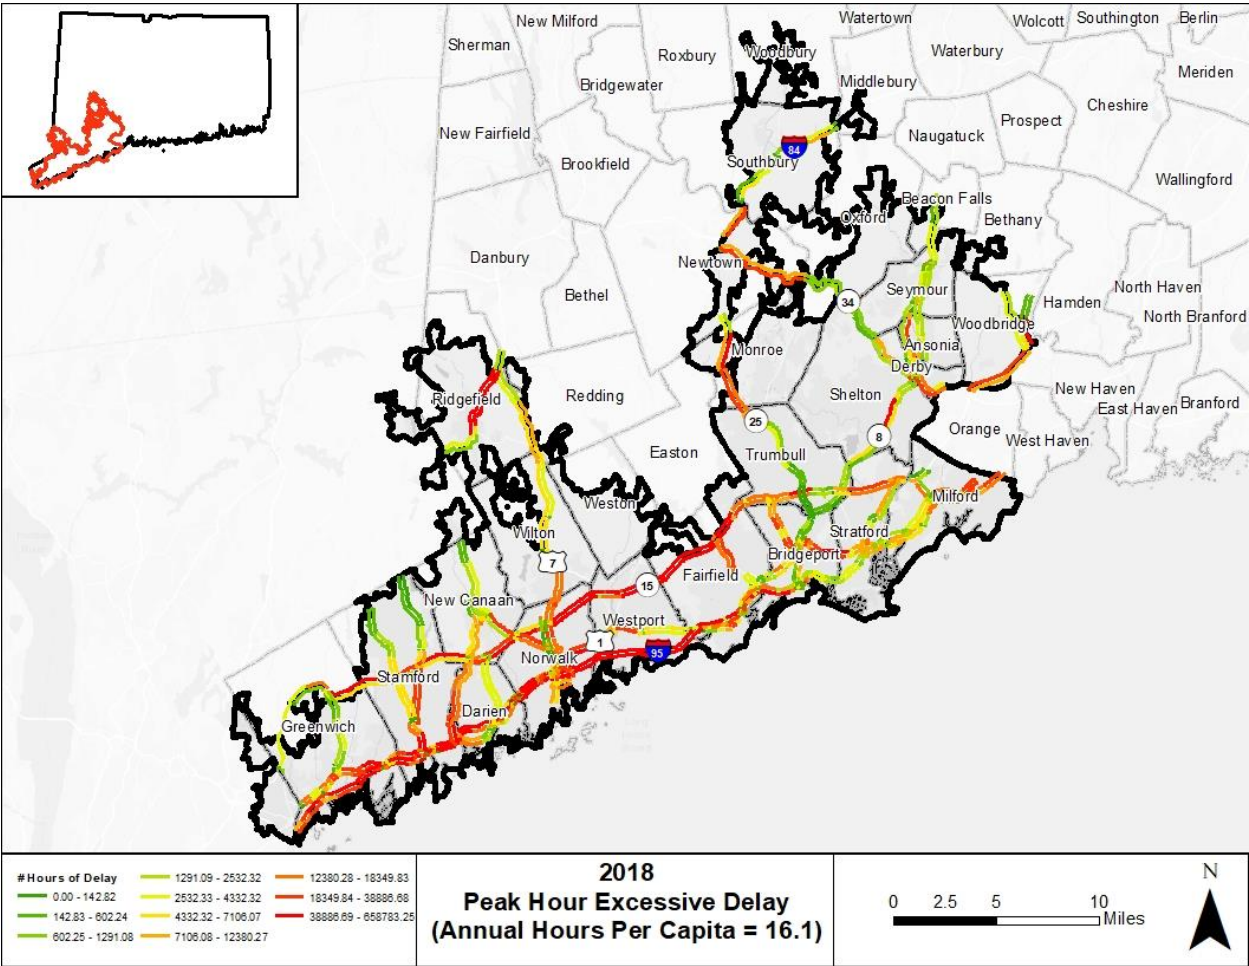 New Milford
Watertown
Wolcott
Southington
Berlin
Sherman
Roxbury
Woodbury
Waterbury
Bridgewater
Middlebury
Meriden
Cheshire
New Fairfield
Prospect
Naugatuck
84
Brookfield
Southbury
Wallingford
Beacon Falls
Oxford
Bethany
Danbury
Newtown
Bethel
Seymour
North Haven
Hamden
34
North Branford
Woodbridge
Ansonia
Monroe
Derby
New Haven
Redding
Shelton
Ridgefield
East Haven
Branford
25
Orange
8
West Haven
Easton
Trumbull
Milford
Weston
Wilton
Stratford
Bridgeport
7
Fairfield
15
New Canaan
Westport
1
95
Norwalk
Stamford
Darien
Greenwich
# Hours of Delay
0.00 - 142.82
142.83 - 602.24
602.25 - 1291.08
1291.09 - 2532.32
2532.33 - 4332.32
4332.32 - 7106.07
7106.08 - 12380.27
12380.28 - 18349.83
18349.84 - 38886.68
38886.69 - 658783.25
2018
Peak Hour Excessive Delay
(Annual Hours Per Capita = 16.1)
N
0 2.5 5 10
Miles